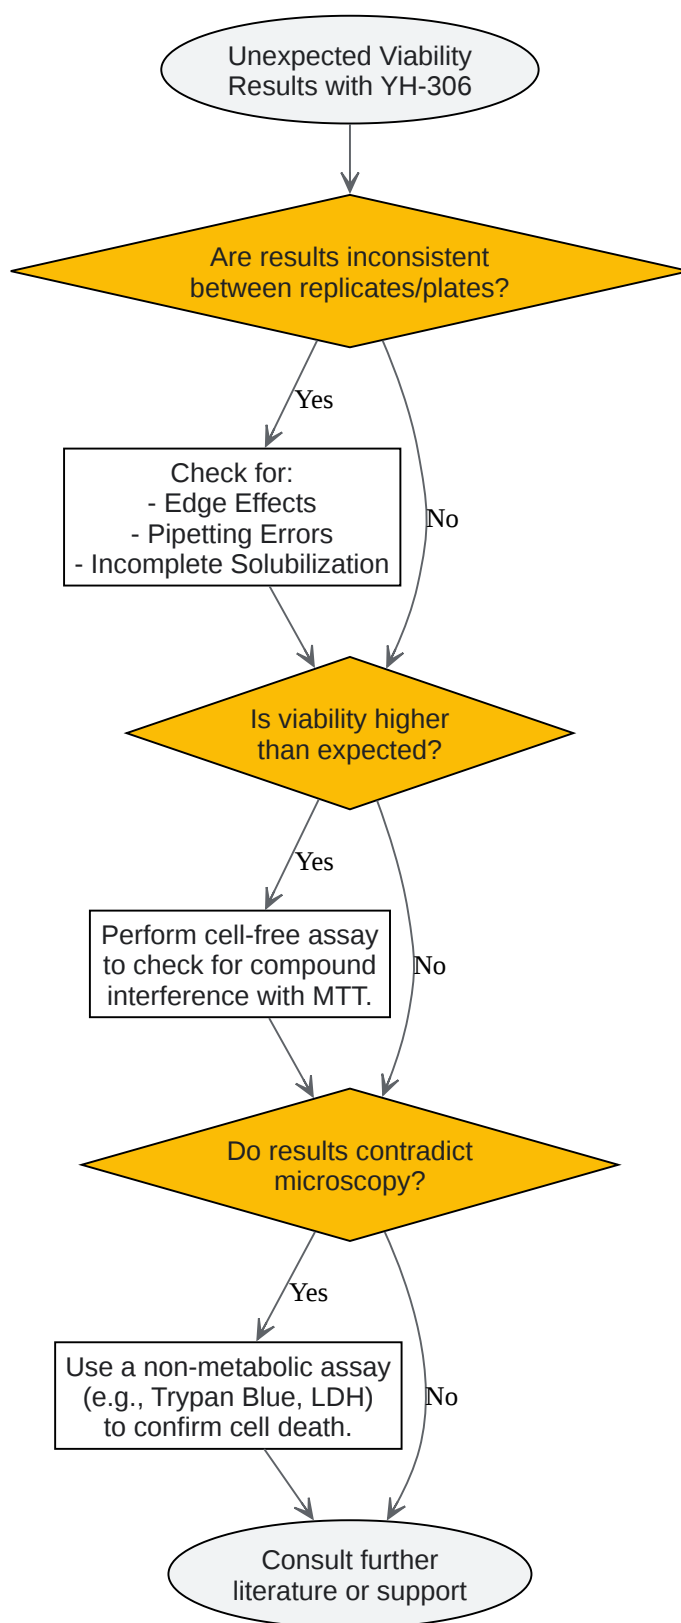 Unexpected Viability
Results with YH-306
Are results inconsistent
between replicates/plates?
Yes
Check for:
- Edge Effects
- Pipetting Errors
- Incomplete Solubilization
No
Is viability higher
than expected?
Yes
Perform cell-free assay
to check for compound
interference with MTT.
No
Do results contradict
microscopy?
Yes
Use a non-metabolic assay
(e.g., Trypan Blue, LDH)
to confirm cell death.
No
Consult further
literature or support